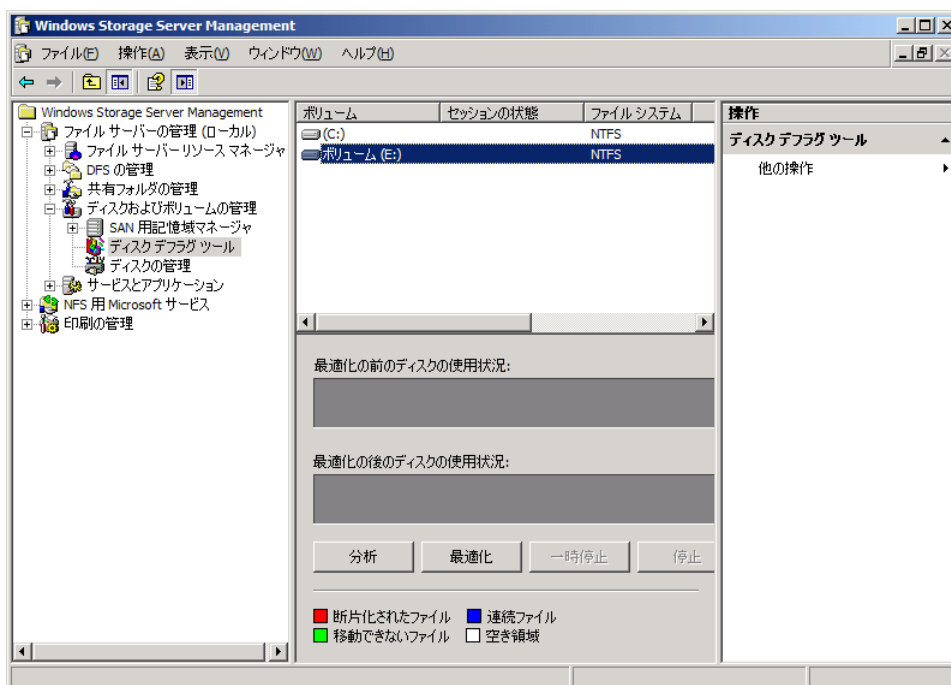 Windows Storage Server Management
ファイル(F) 操作(A) 表示(V) ウィンドウ(W) ヘルプ(H)
Windows Storage Server Management
ファイル サーバーの管理 (ローカル)
ファイル サーバー リソース マネージャ
DFS の管理
共有フォルダの管理
ディスクおよびボリュームの管理
SAN 用記憶域マネージャ
ディスク デフラグ ツール
ディスクの管理
サービスとアプリケーション
NFS 用 Microsoft サービス
印刷の管理
ボリューム セッションの状態 ファイル システム
(C:) NTFS
ボリューム (E:) NTFS
最適化の前のディスクの使用状況:
最適化の後のディスクの使用状況:
分析 最適化 一時停止 停止
断片化されたファイル 連続ファイル
移動できないファイル 空き領域
操作
ディスク デフラグ ツール
他の操作